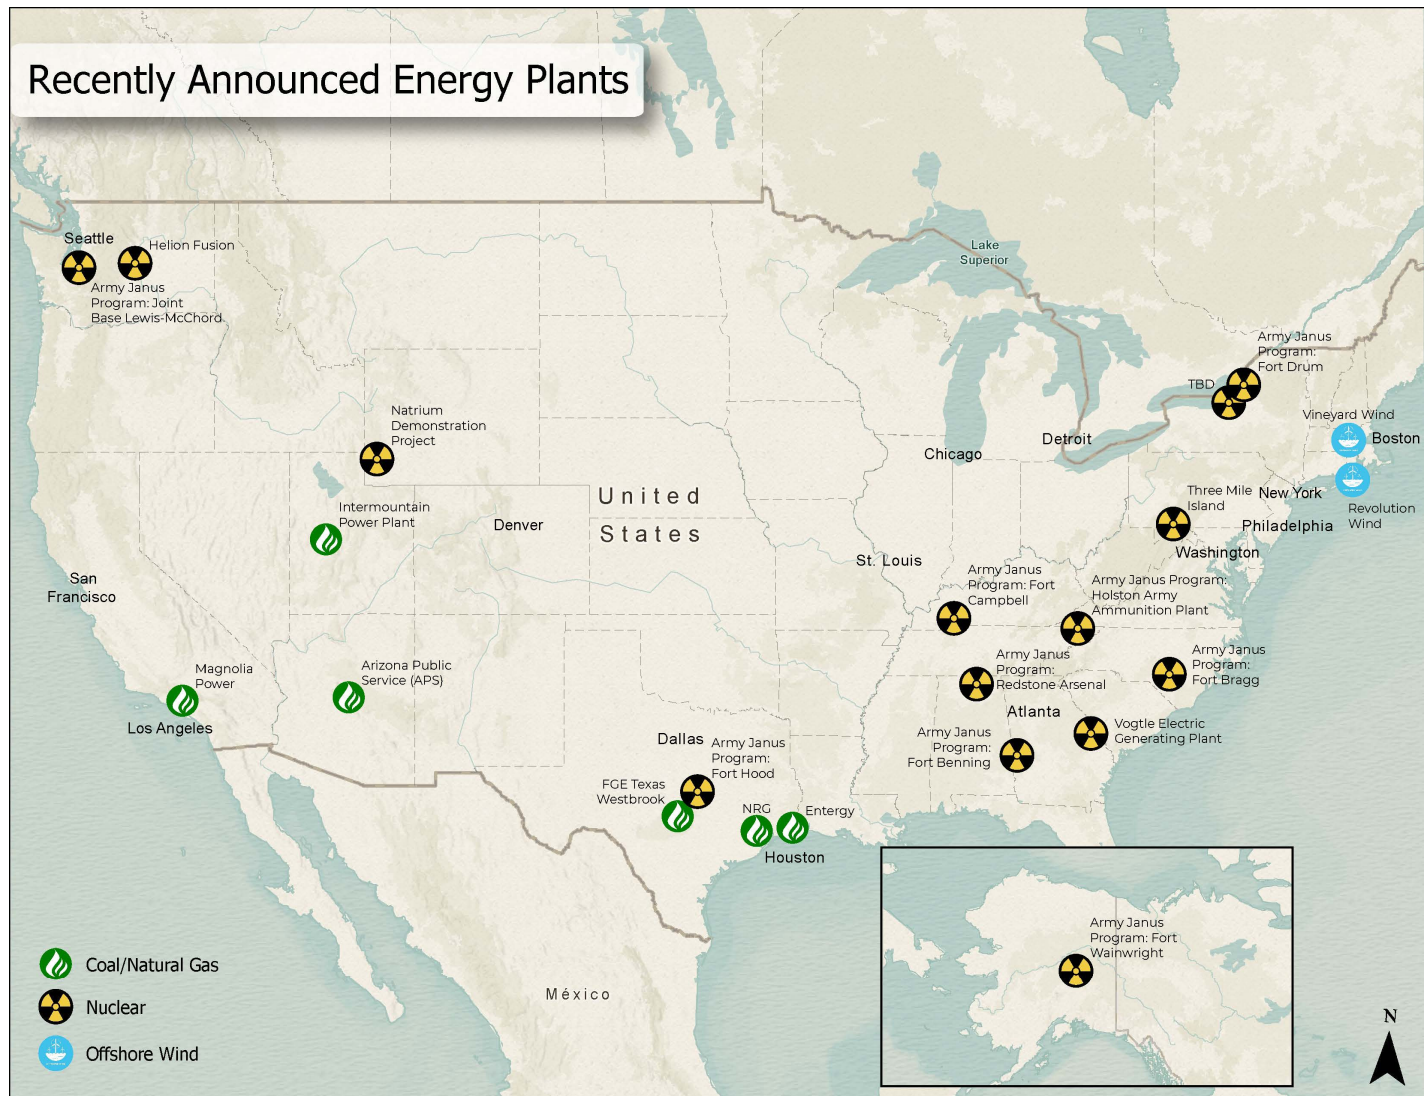 Recently Announced Energy Plants
Seattle
Helion Fusion
Army Janus
Program: Joint
Base Lewis-McChord
Lake
Superior
Army Janus
Program:
Fort Drum
TBD
Natrium
Demonstration
Project
Vineyard Wind
Boston
Detroit
Chicago
Three Mile
Island
New York
Revolution
Wind
Philadelphia
Washington
United
States
Intermountain
Power Plant
Denver
St. Louis
San
Francisco
Army Janus
Program: Fort
Campbell
Army Janus Program:
Holston Army
Ammunition Plant
Army Janus
Program:
Redstone Arsenal
Army Janus
Program:
Fort Bragg
Magnolia
Power
Arizona Public
Service (APS)
Los Angeles
Atlanta
Vogtle Electric
Generating Plant
Army Janus
Program:
Fort Benning
Dallas
Army Janus
Program:
Fort Hood
FGE Texas
Westbrook
NRG
Entergy
Houston
Army Janus
Program: Fort
Wainwright
México
Coal/Natural Gas
Nuclear
Offshore Wind
N